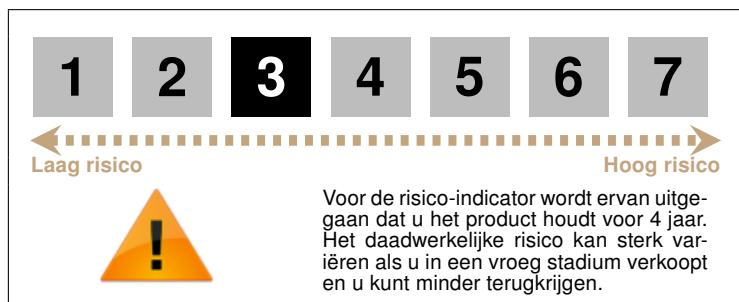 1 2 3 4 5 6 7
Laag risico Hoog risico
!
Voor de risico-indicator wordt ervan uitge-
gaan dat u het product houdt voor 4 jaar.
Het daadwerkelijke risico kan sterk var-
iëren als u in een vroeg stadium verkoopt
en u kunt minder terugkrijgen.